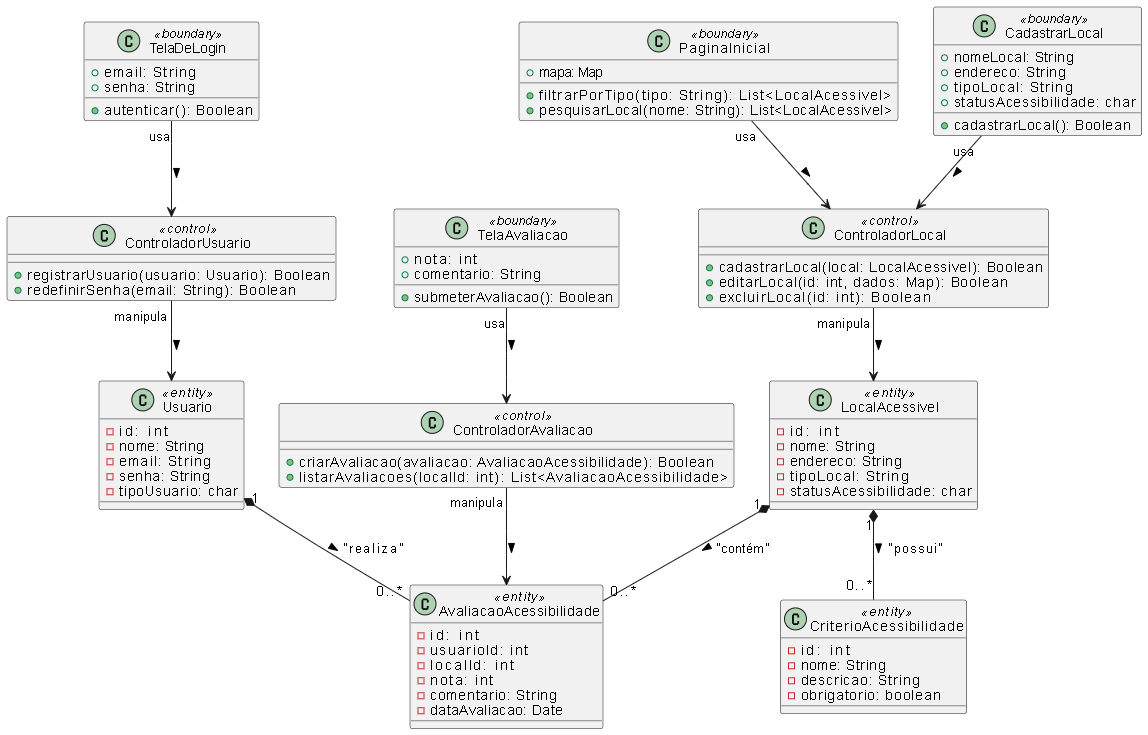 «boundary»
TelaDeLogin
email: String
senha: String
autenticar(): Boolean
«boundary»
PaginaInicial
mapa: Map
filtrarPorTipo(tipo: String): List<LocalAcessivel>
pesquisarLocal(nome: String): List<LocalAcessivel>
«boundary»
CadastrarLocal
nomeLocal: String
endereco: String
tipoLocal: String
statusAcessibilidade: char
cadastrarLocal(): Boolean
usa
usa
usa
«control»
ControladorUsuario
registrarUsuario(usuario: Usuario): Boolean
redefinirSenha(email: String): Boolean
«boundary»
TelaAvaliacao
nota: int
comentario: String
submeterAvaliacao(): Boolean
«control»
ControladorLocal
cadastrarLocal(local: LocalAcessivel): Boolean
editarLocal(id: int, dados: Map): Boolean
excluirLocal(id: int): Boolean
manipula
usa
manipula
«entity»
Usuario
id: int
nome: String
email: String
senha: String
tipoUsuario: char
«control»
ControladorAvaliacao
criarAvaliacao(avaliacao: AvaliacaoAcessibilidade): Boolean
listarAvaliacoes(localId: int): List<AvaliacaoAcessibilidade>
«entity»
LocalAcessivel
id: int
nome: String
endereco: String
tipoLocal: String
statusAcessibilidade: char
1
manipula
1
1
"realiza"
"contém"
"possui"
0..*
0..*
0..*
«entity»
AvaliacaoAcessibilidade
id: int
usuarioId: int
localId: int
nota: int
comentario: String
dataAvaliacao: Date
«entity»
CriterioAcessibilidade
id: int
nome: String
descricao: String
obrigatorio: boolean